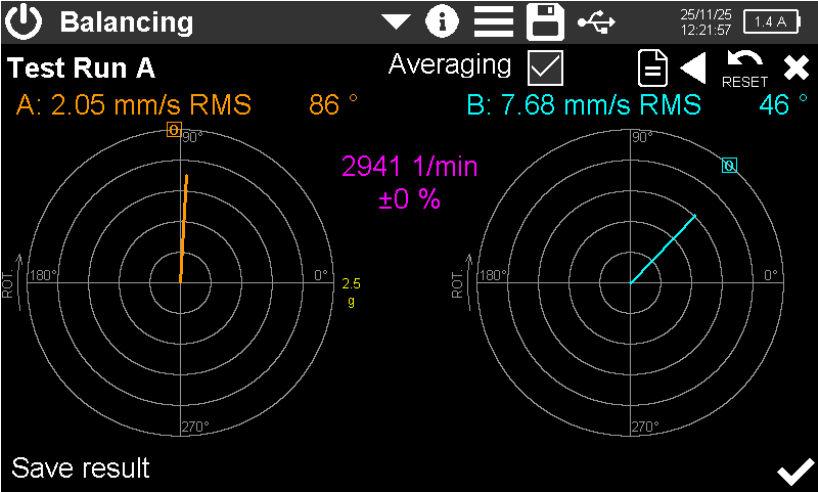 Balancing
25/11/25
12:21:57
1.4 A
Test Run A
Averaging
RESET
A: 2.05 mm/s RMS 86 °
B: 7.68 mm/s RMS 46 °
0
90°
2941 1/min
±0 %
180°
0°
270°
ROT.
2.5
g
0
90°
180°
0°
270°
ROT.
Save result